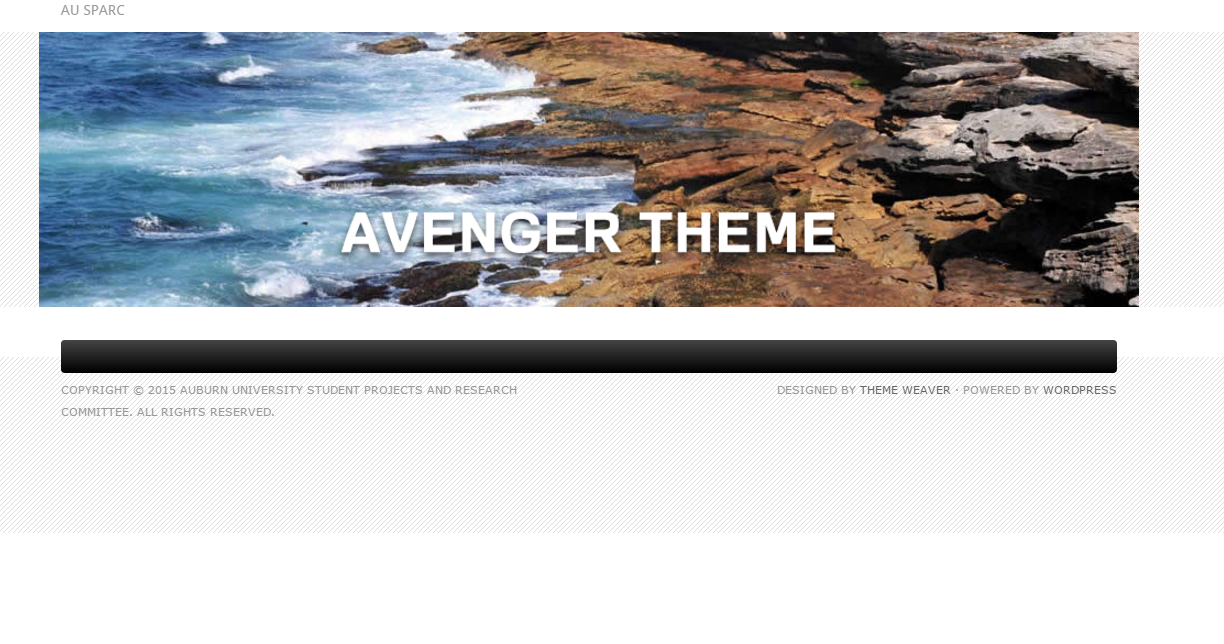 AU SPARC
AVENGER THEME
COPYRIGHT © 2015 AUBURN UNIVERSITY STUDENT PROJECTS AND RESEARCH
COMMITTEE. ALL RIGHTS RESERVED.
DESIGNED BY THEME WEAVER · POWERED BY WORDPRESS